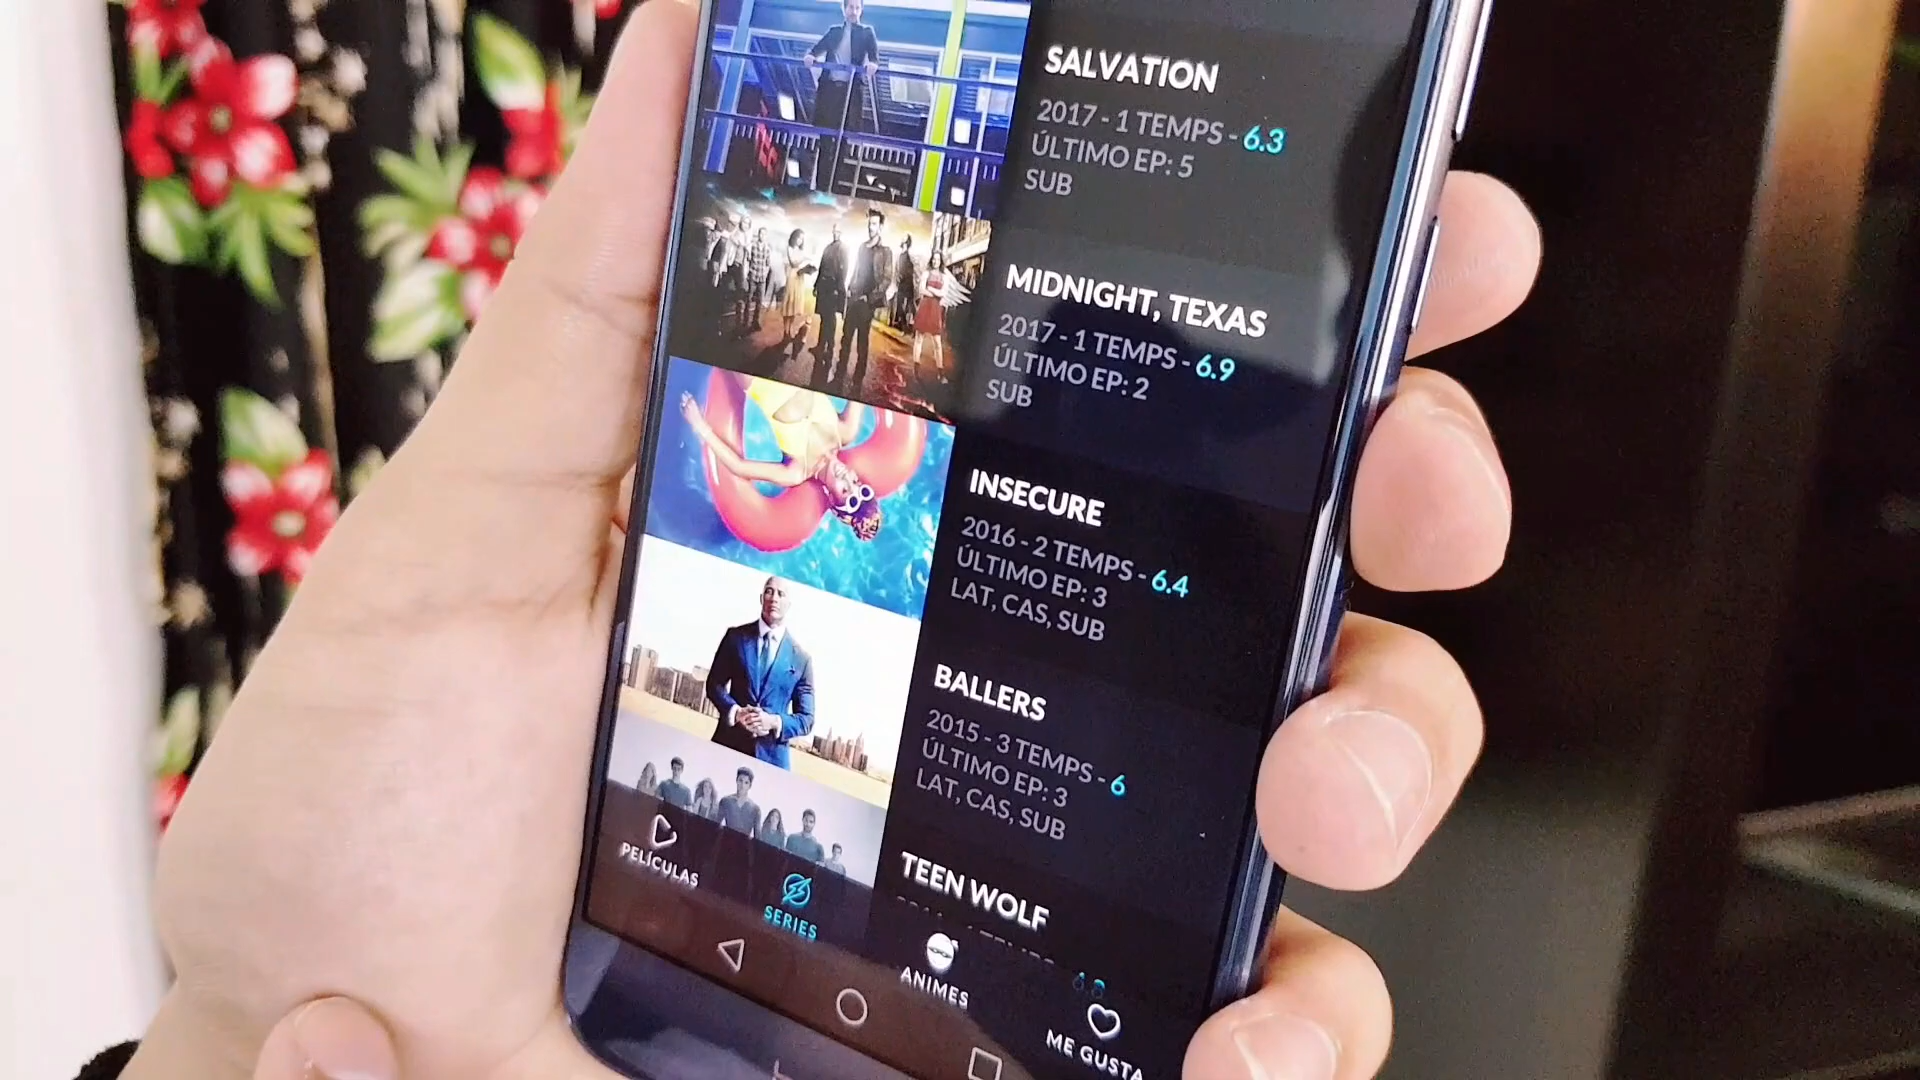 SALVATION
2017 - 1 TEMPS - 6.3
ÚLTIMO EP: 5
SUB
MIDNIGHT, TEXAS
2017 - 1 TEMPS - 6.9
ÚLTIMO EP: 2
SUB
INSECURE
2016 - 2 TEMPS - 6.4
ÚLTIMO EP: 3
LAT, CAS, SUB
BALLERS
2015 - 3 TEMPS - 6
ÚLTIMO EP: 3
LAT, CAS, SUB
TEEN WOLF
PELÍCULAS
SERIES
ANIMES
ME GUSTA